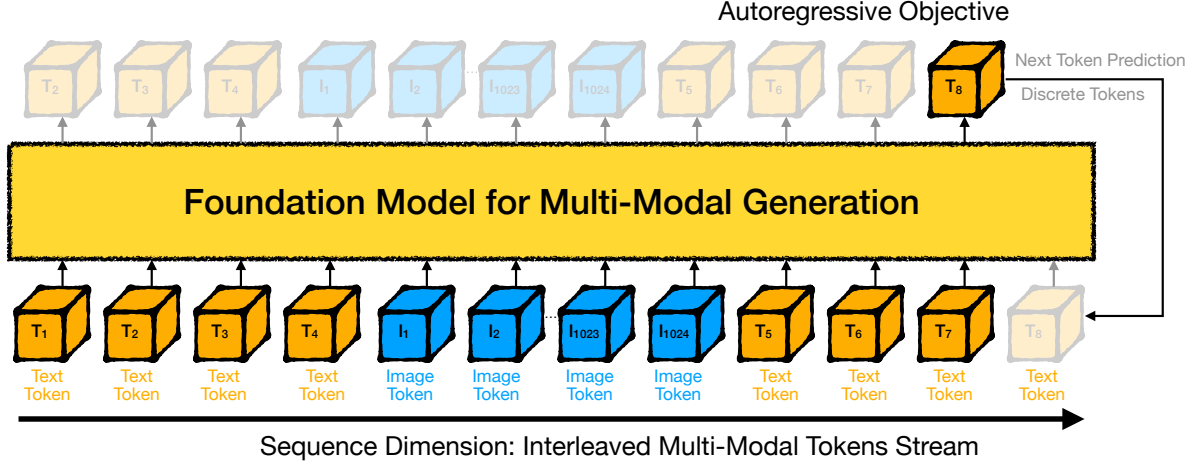 Autoregressive Objective
T2 T3 T4 I1 I2 I1023 I1024 T5 T6 T7 T8
Next Token Prediction
Discrete Tokens
Foundation Model for Multi-Modal Generation
T1 T2 T3 T4 I1 I2 I1023 I1024 T5 T6 T7 T8
Text Token
Text Token
Text Token
Text Token
Image Token
Image Token
Image Token
Image Token
Text Token
Text Token
Text Token
Text Token
Sequence Dimension: Interleaved Multi-Modal Tokens Stream